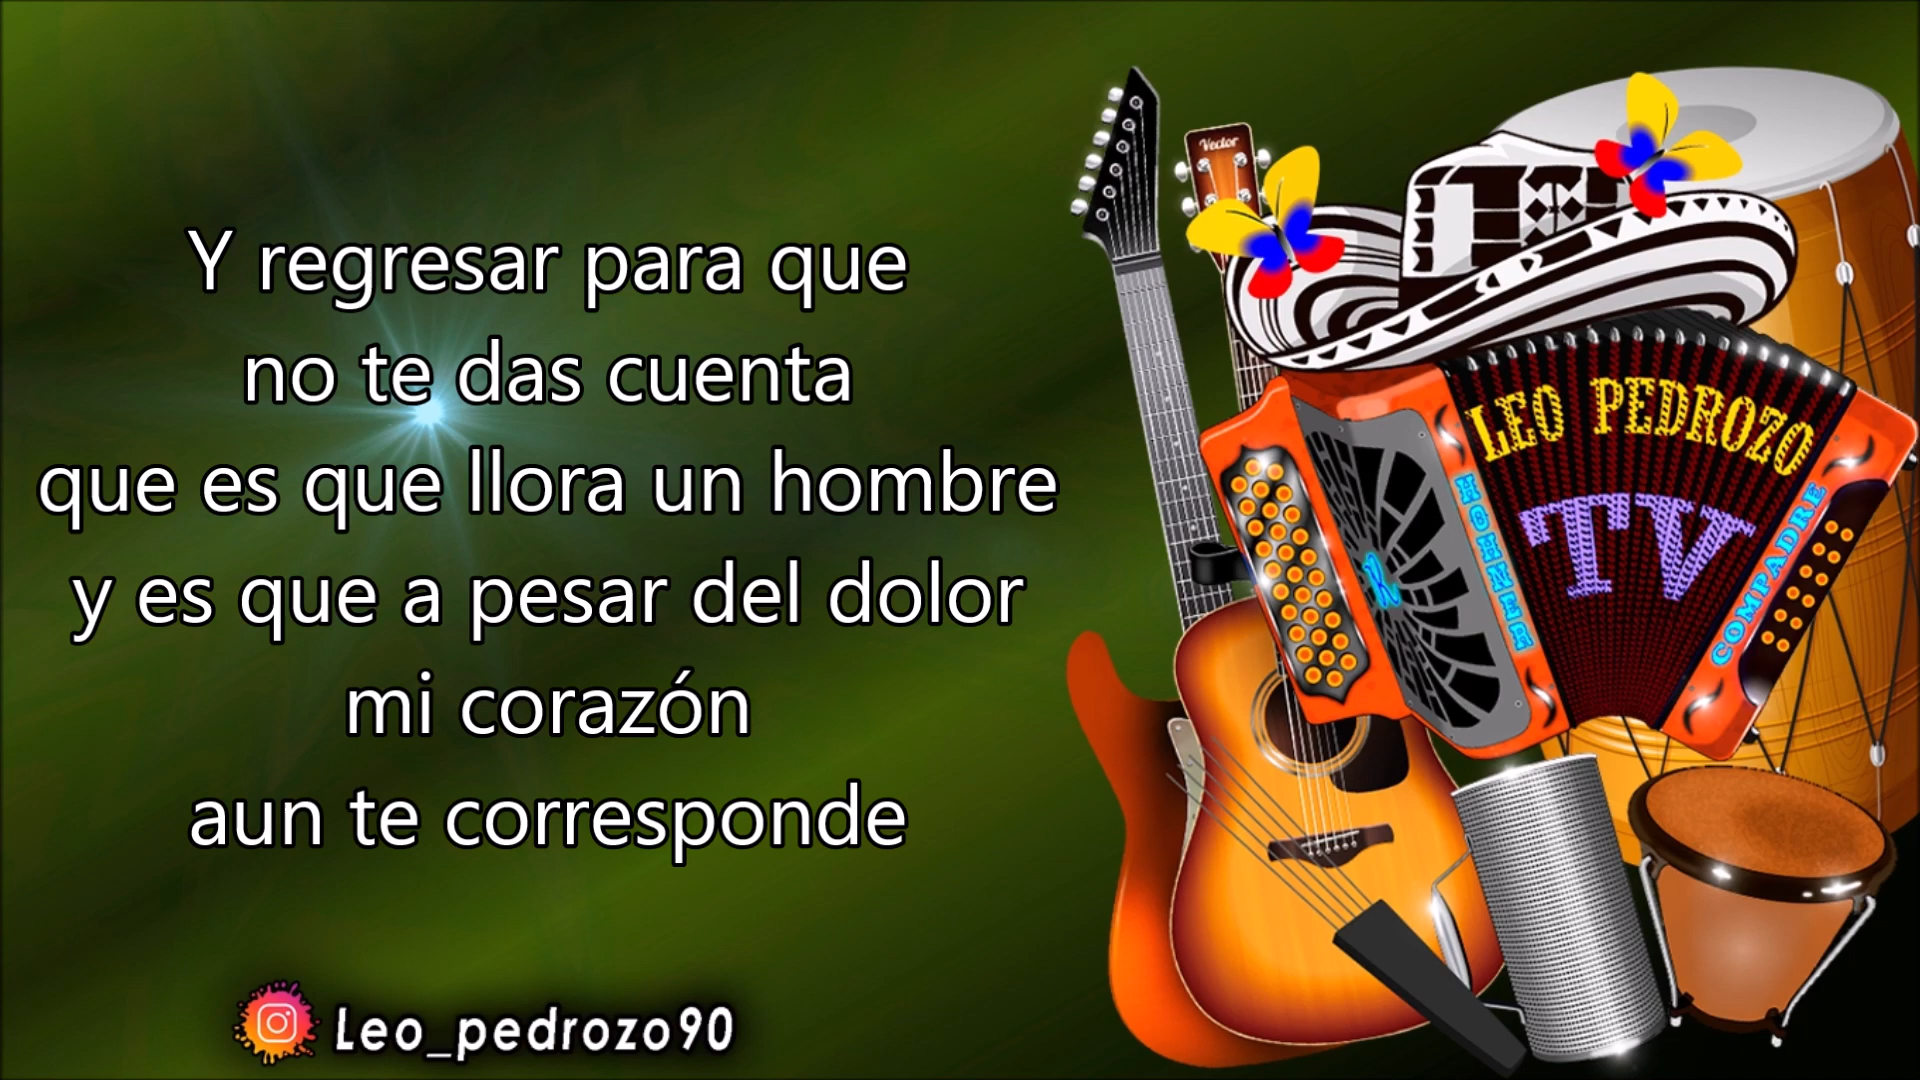 Y regresar para que
no te das cuenta
que es que llora un hombre
y es que a pesar del dolor
mi corazón
aun te corresponde
Leo_pedrozo90
Vector
LEO PEDROZO
TV
HOHNER
COMPADRE